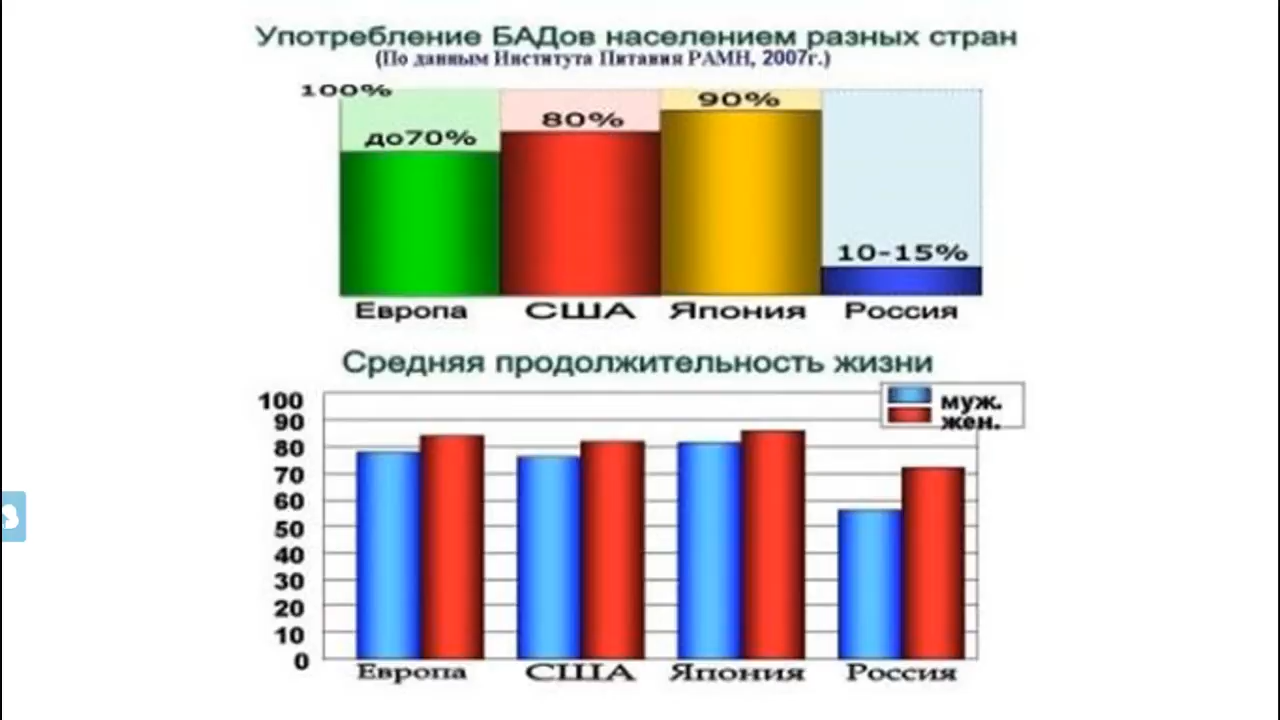 Употребление БАДов населением разных стран
(По данным Института Питания РАМН, 2007г.)
100%
до70%
80%
90%
10-15%
Европа США Япония Россия
Средняя продолжительность жизни
муж.
жен.
100
90
80
70
60
50
40
30
20
10
0
Европа США Япония Россия